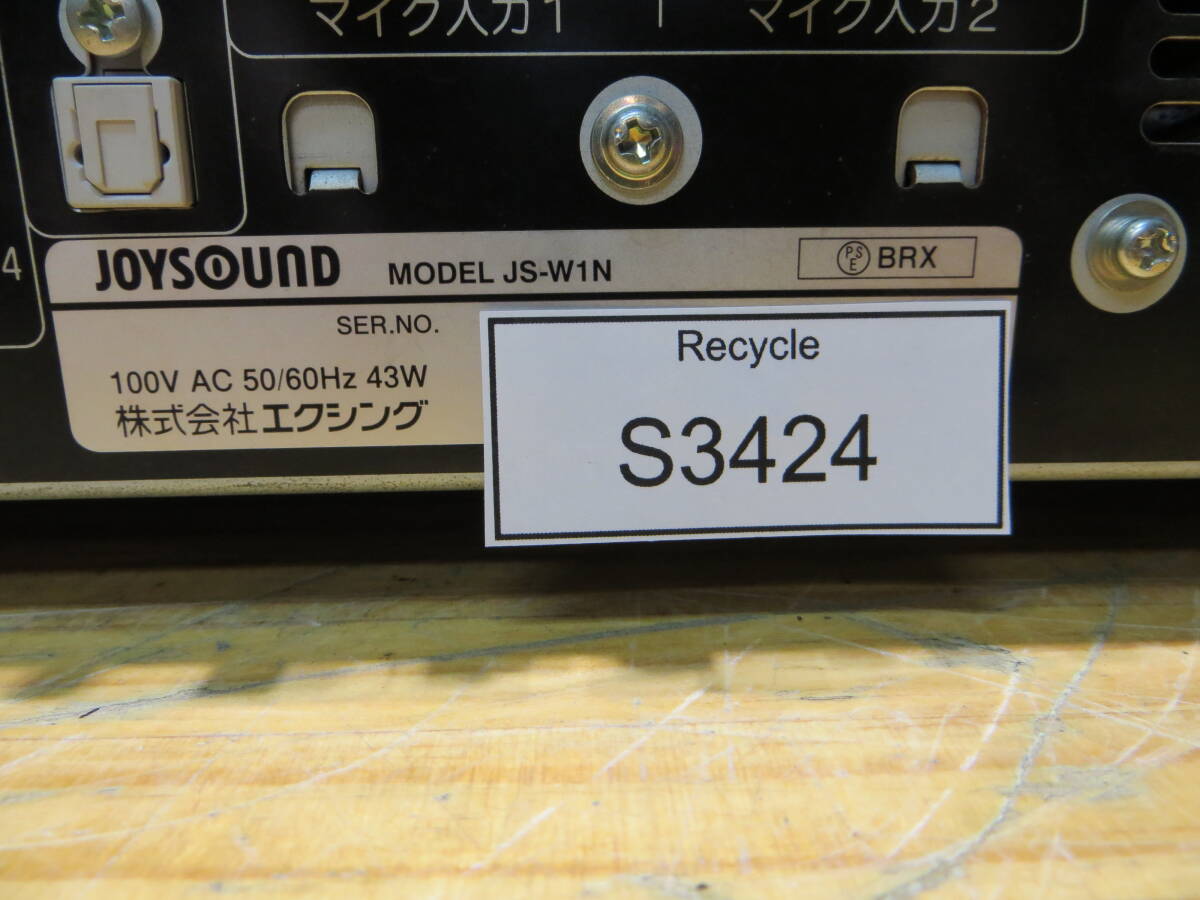 マイク入力1
マイク入力2
4
JOYSOUND
MODEL JS-W1N
PSE BRX
SER.NO.
100V AC 50/60Hz 43W
株式会社エクシング
Recycle
S3424